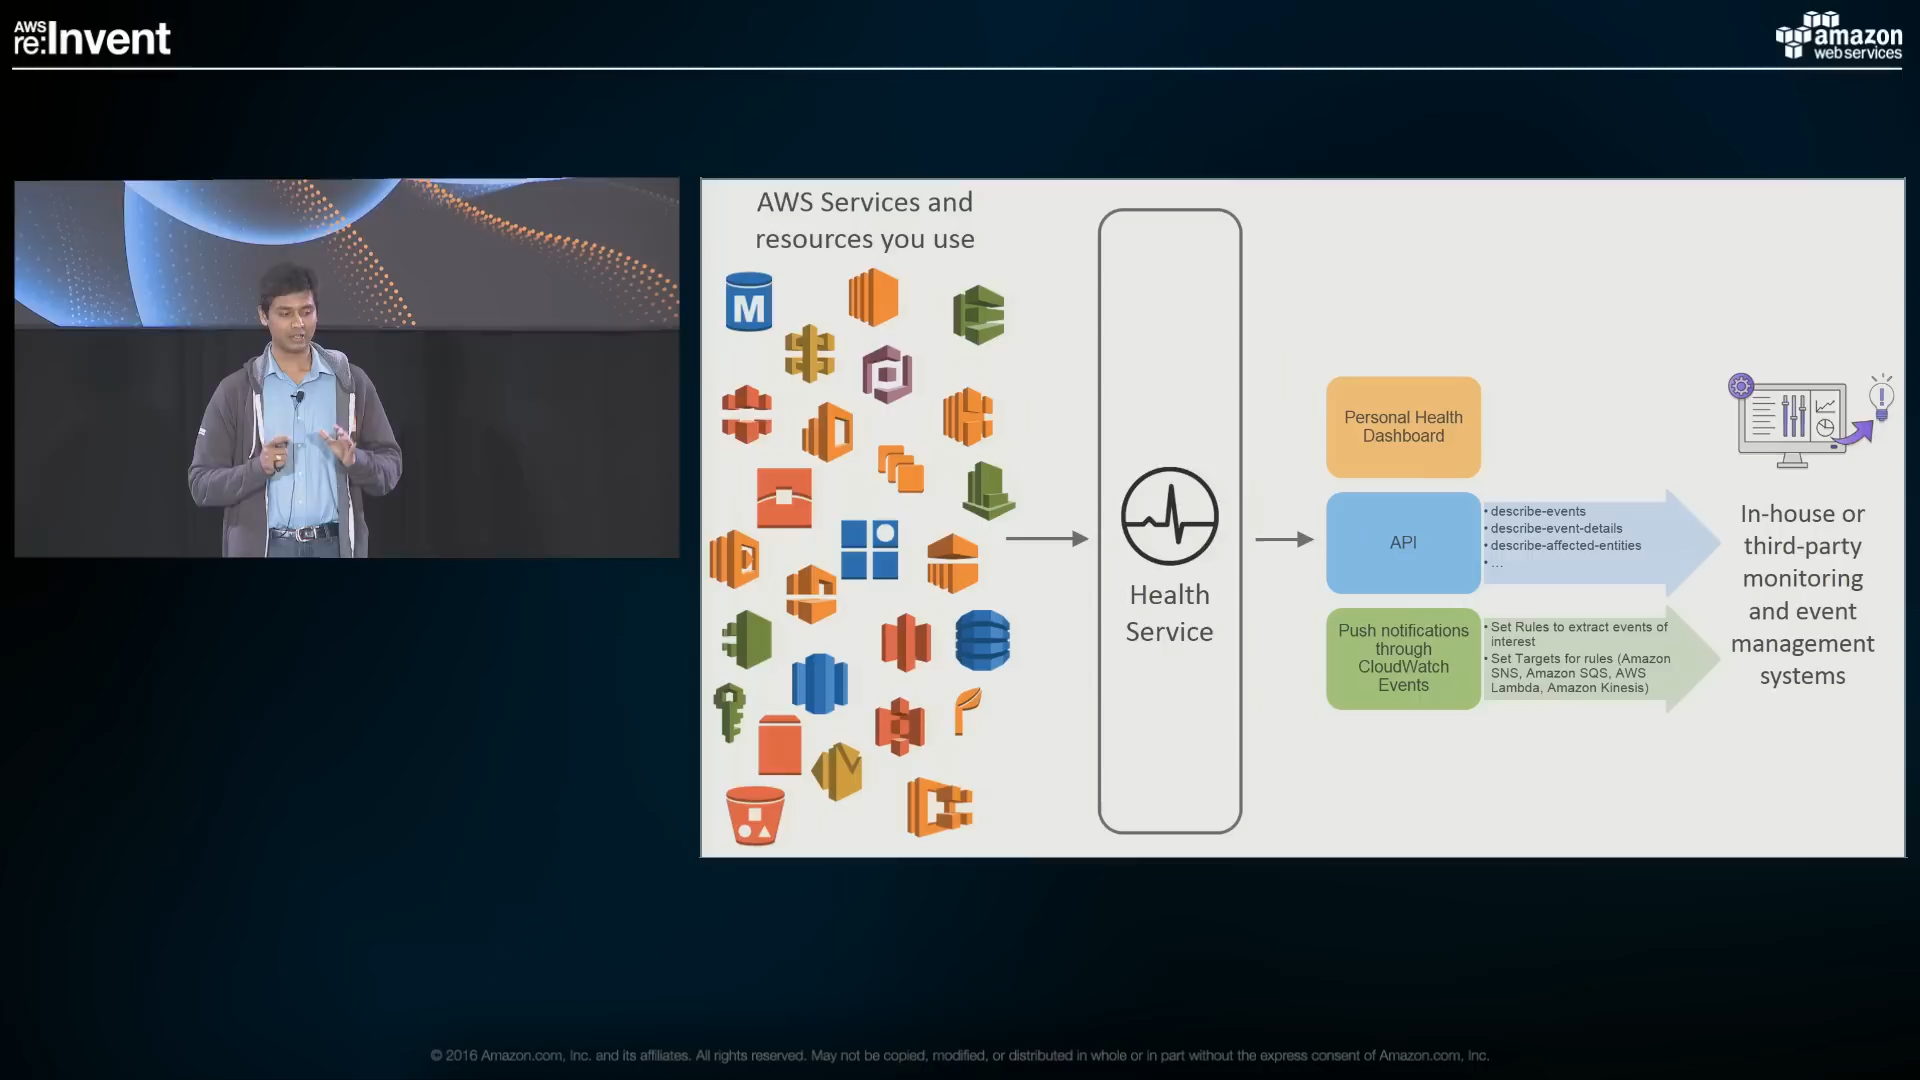 AWS
re:Invent
amazon
web services
AWS Services and
resources you use
M
Health
Service
Personal Health
Dashboard
API
• describe-events
• describe-event-details
• describe-affected-entities
• ...
Push notifications
through
CloudWatch
Events
• Set Rules to extract events of
interest
• Set Targets for rules (Amazon
SNS, Amazon SQS, AWS
Lambda, Amazon Kinesis)
In-house or
third-party
monitoring
and event
management
systems
© 2016 Amazon.com, Inc. and its affiliates. All rights reserved. May not be copied, modified, or distributed in whole or in part without the express consent of Amazon.com, Inc.